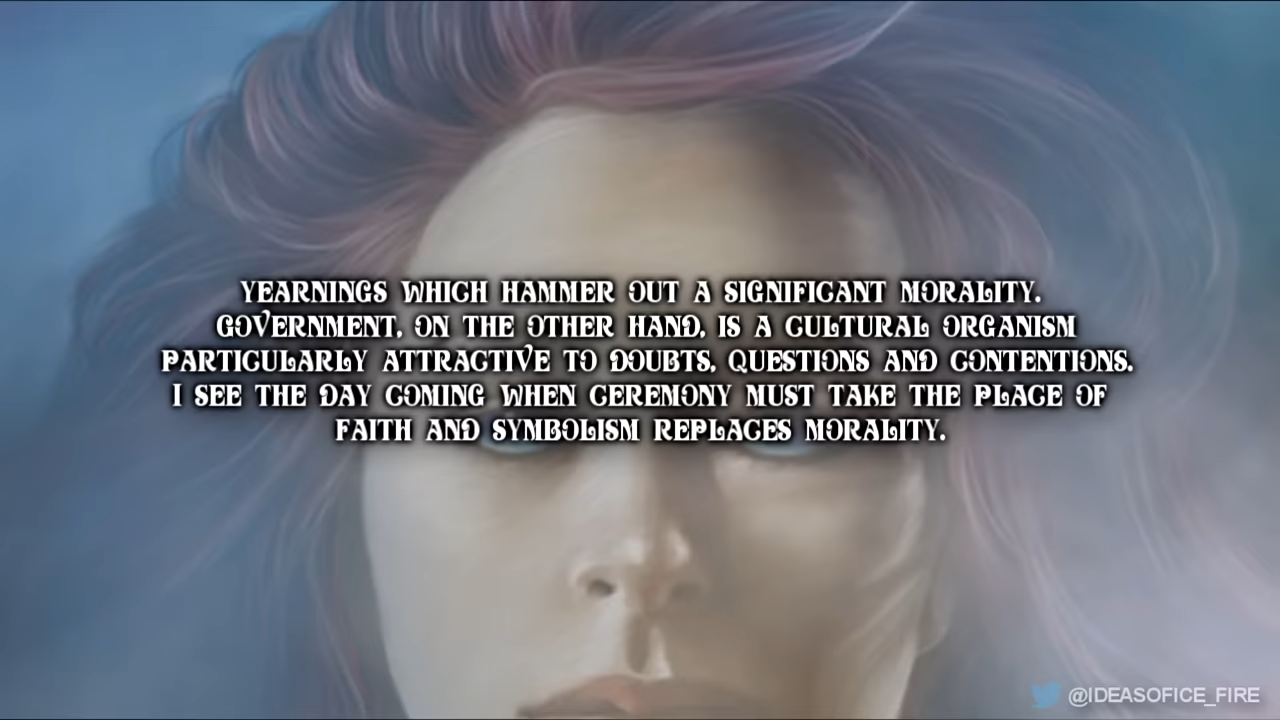 YEARNINGS WHICH HAMMER OUT A SIGNIFICANT MORALITY.
GOVERNMENT, ON THE OTHER HAND, IS A CULTURAL ORGANISM
PARTICULARLY ATTRACTIVE TO DOUBTS, QUESTIONS AND CONTENTIONS.
I SEE THE DAY COMING WHEN CEREMONY MUST TAKE THE PLACE OF
FAITH AND SYMBOLISM REPLACES MORALITY.
@IDEASOFICE_FIRE